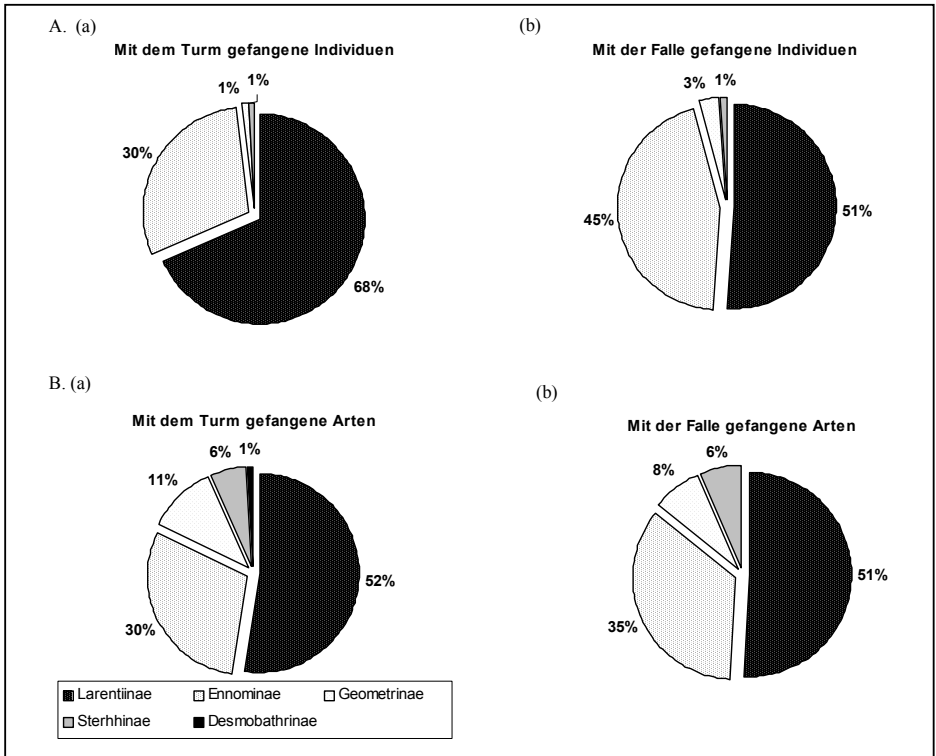 A. (a)
(b)
Mit dem Turm gefangene Individuen
Mit der Falle gefangene Individuen
1%
1%
30%
68%
3%
1%
45%
51%
B. (a)
(b)
Mit dem Turm gefangene Arten
Mit der Falle gefangene Arten
6%
1%
11%
52%
30%
6%
8%
51%
35%
Larentiinae Ennominae Geometrinae
Sterhhinae Desmobathrinae